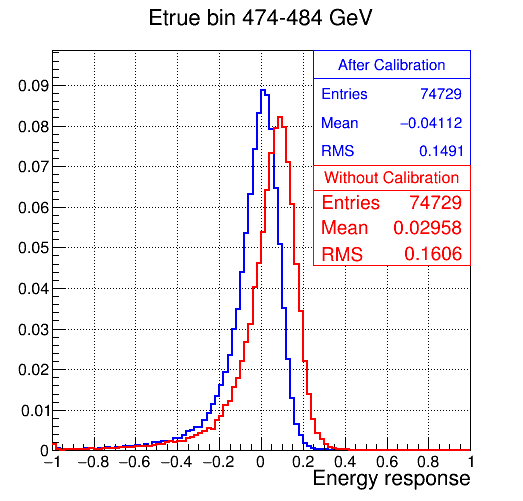 Etrue bin 474-484 GeV
After Calibration
Entries 74729
Mean −0.04112
RMS 0.1491
Without Calibration
Entries 74729
Mean 0.02958
RMS 0.1606
0.09
0.08
0.07
0.06
0.05
0.04
0.03
0.02
0.01
0
−1 −0.8 −0.6 −0.4 −0.2 0 0.2 0.4 0.6 0.8 1
Energy response